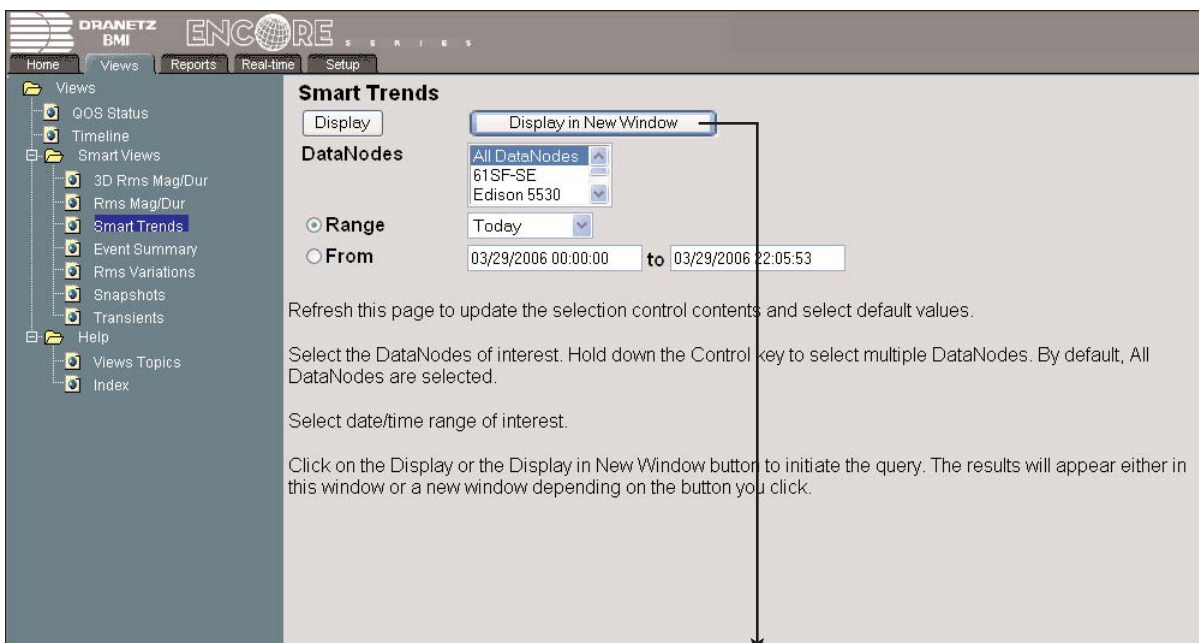 DRANETZ
BMI
ENCORE
SERIES
Home Views Reports Real-time Setup
Views
QOS Status
Timeline
Smart Views
3D Rms Mag/Dur
Rms Mag/Dur
Smart Trends
Event Summary
Rms Variations
Snapshots
Transients
Help
Views Topics
Index
Smart Trends
Display Display in New Window
DataNodes
All DataNodes
61SF-SE
Edison 5530
Range Today
From 03/29/2006 00:00:00 to 03/29/2006 22:05:53
Refresh this page to update the selection control contents and select default values.
Select the DataNodes of interest. Hold down the Control key to select multiple DataNodes. By default, All
DataNodes are selected.
Select date/time range of interest.
Click on the Display or the Display in New Window button to initiate the query. The results will appear either in
this window or a new window depending on the button you click.